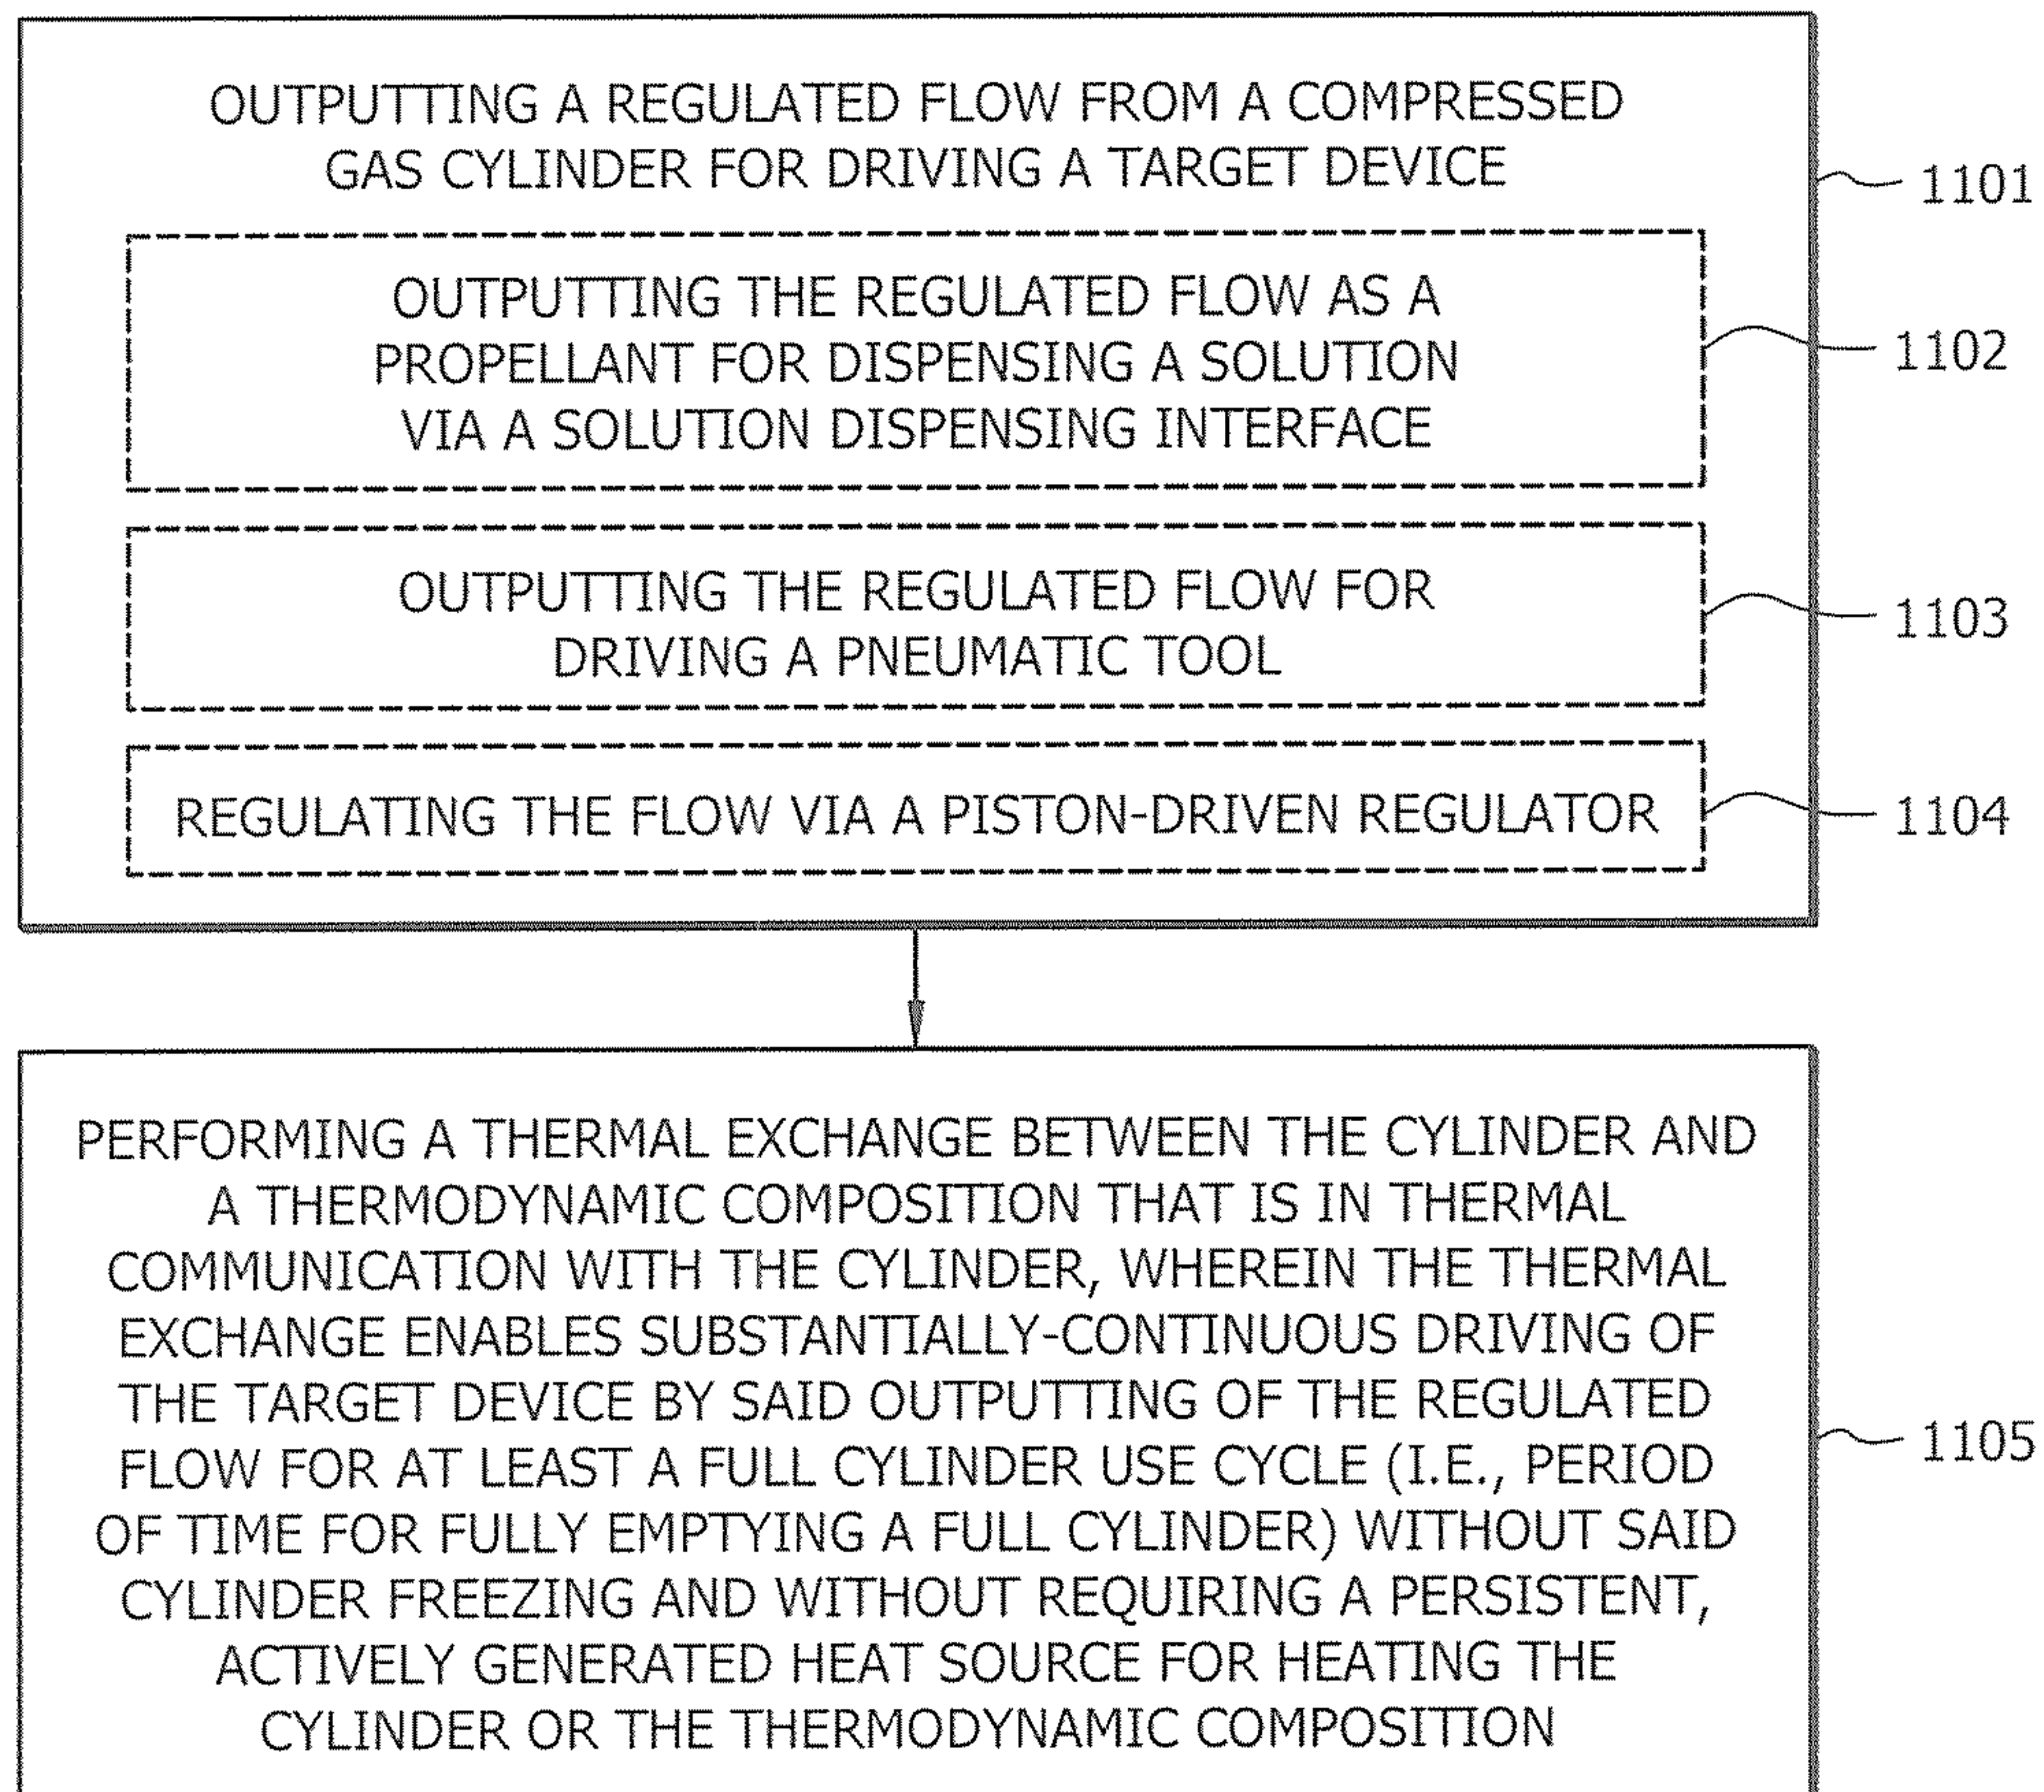 OUTPUTTING A REGULATED FLOW FROM A COMPRESSED
GAS CYLINDER FOR DRIVING A TARGET DEVICE
1101
OUTPUTTING THE REGULATED FLOW AS A
PROPELLANT FOR DISPENSING A SOLUTION
VIA A SOLUTION DISPENSING INTERFACE
1102
OUTPUTTING THE REGULATED FLOW FOR
DRIVING A PNEUMATIC TOOL
1103
REGULATING THE FLOW VIA A PISTON-DRIVEN REGULATOR
1104
PERFORMING A THERMAL EXCHANGE BETWEEN THE CYLINDER AND
A THERMODYNAMIC COMPOSITION THAT IS IN THERMAL
COMMUNICATION WITH THE CYLINDER, WHEREIN THE THERMAL
EXCHANGE ENABLES SUBSTANTIALLY-CONTINUOUS DRIVING OF
THE TARGET DEVICE BY SAID OUTPUTTING OF THE REGULATED
FLOW FOR AT LEAST A FULL CYLINDER USE CYCLE (I.E., PERIOD
OF TIME FOR FULLY EMPTYING A FULL CYLINDER) WITHOUT SAID
CYLINDER FREEZING AND WITHOUT REQUIRING A PERSISTENT,
ACTIVELY GENERATED HEAT SOURCE FOR HEATING THE
CYLINDER OR THE THERMODYNAMIC COMPOSITION
1105